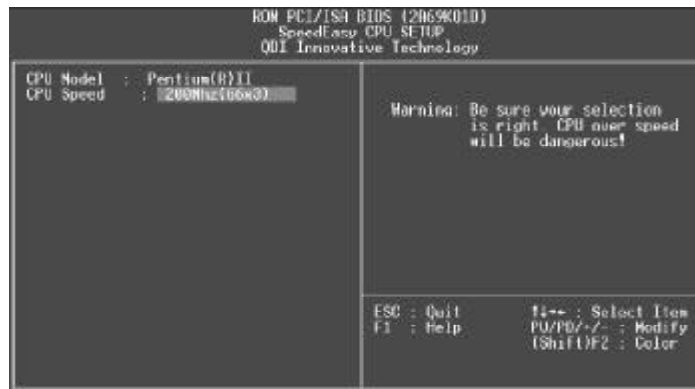 ROM PCI/ISA BIOS (2A69K01D)
SpeedEasy CPU SETUP
QDI Innovative Technology
CPU Model : Pentium(R)II
CPU Speed : 200Mhz(66x3)
Warning: Be sure your selection
is right CPU over speed
will be dangerous!
ESC : Quit ↑↓→← : Select Item
F1 : Help PU/PD/+/- : Modify
(Shift)F2 : Color